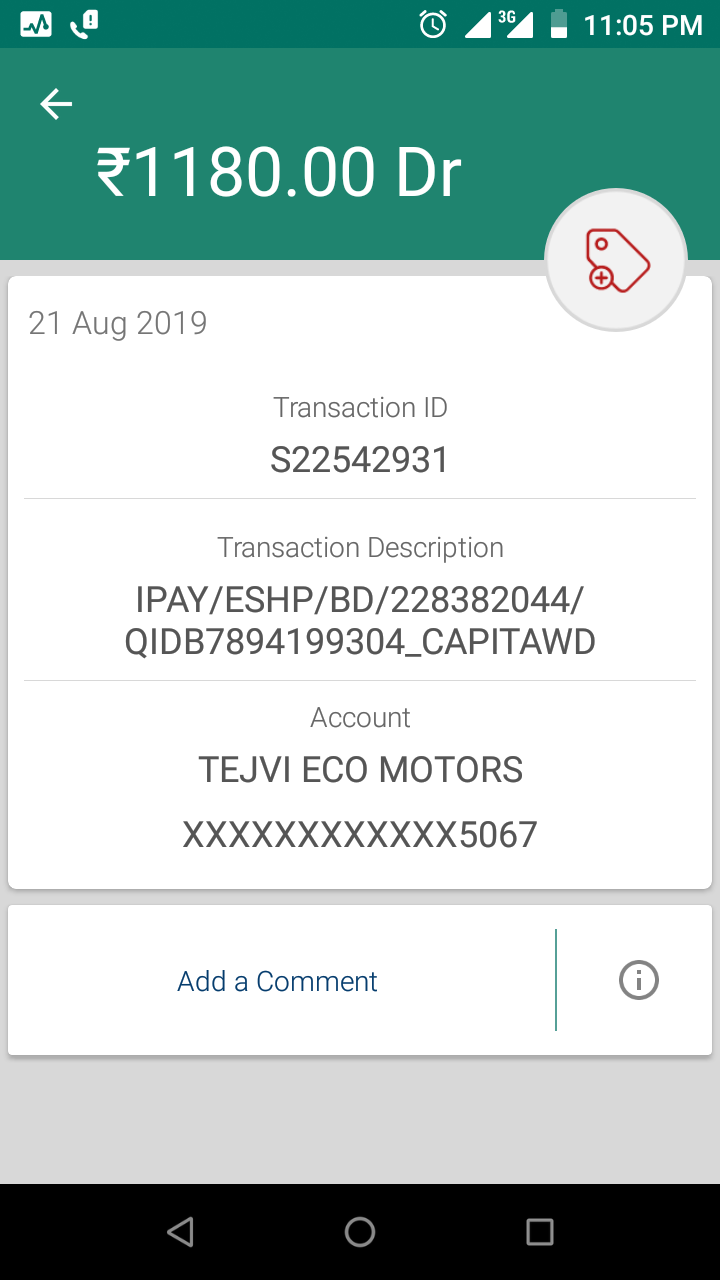 3G 11:05 PM
₹1180.00 Dr
21 Aug 2019
Transaction ID
S22542931
Transaction Description
IPAY/ESHP/BD/228382044/
QIDB7894199304_CAPITAWD
Account
TEJVI ECO MOTORS
XXXXXXXXXXXX5067
Add a Comment